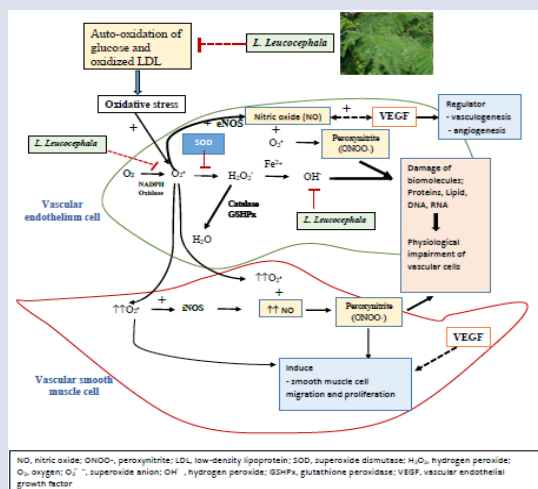 Auto-oxidation of
glucose and
oxidized LDL
L. Leucocephala
Oxidative stress
+
+ eNOS
Nitric oxide (NO)
+
VEGF
Regulator
- vasculogenesis
- angiogenesis
L. Leucocephala
SOD
+
O₂•
Peroxynitrite
(ONOO-)
O₂
NADPH
Oxidase
O₂•
H₂O₂
Fe²⁺
OH
Damage of
biomolecules;
Proteins, Lipid,
DNA, RNA
Vascular
endothelium cell
Catalase
GSHPx
L. Leucocephala
H₂O
Physiological
impairment of
vascular cells
↑↑O₂•
+
↑↑O₂•
+
iNOS
↑↑ NO
Peroxynitrite
(ONOO-)
VEGF
Vascular smooth
muscle cell
Induce
- smooth muscle cell
migration and proliferation
NO, nitric oxide; ONOO-, peroxynitrite; LDL, low-density lipoprotein; SOD, superoxide dismutase; H₂O₂, hydrogen peroxide;
O₂, oxygen; O₂⁻, superoxide anion; OH⁻, hydrogen peroxide; GSHPx, glutathione peroxidase; VEGF, vascular endothelial
growth factor